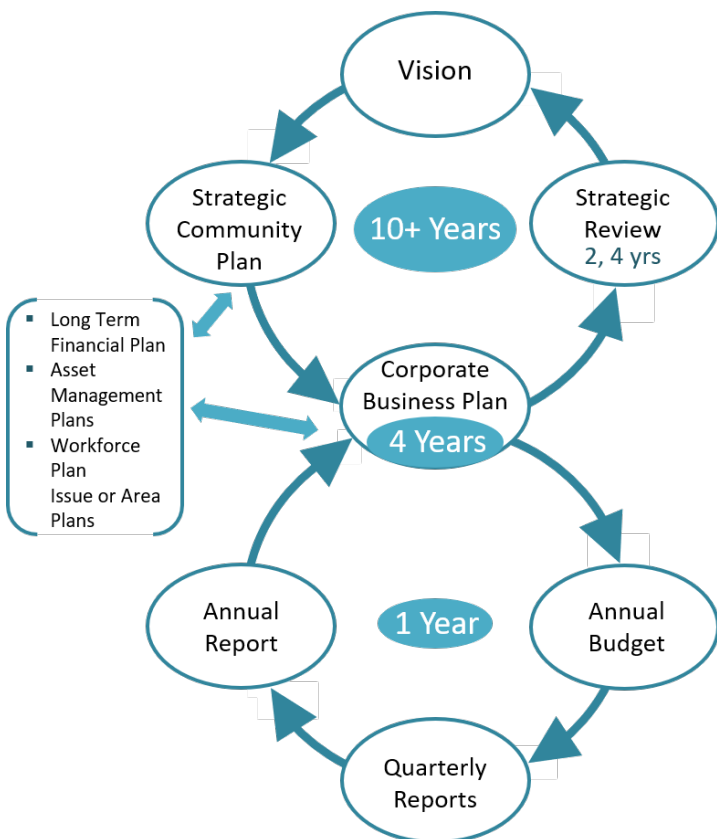 Vision
Strategic
Community
Plan
10+ Years
Strategic
Review
2, 4 yrs
▪ Long Term
Financial Plan
▪ Asset
Management
Plans
▪ Workforce
Plan
Issue or Area
Plans
Corporate
Business Plan
4 Years
Annual
Report
1 Year
Annual
Budget
Quarterly
Reports